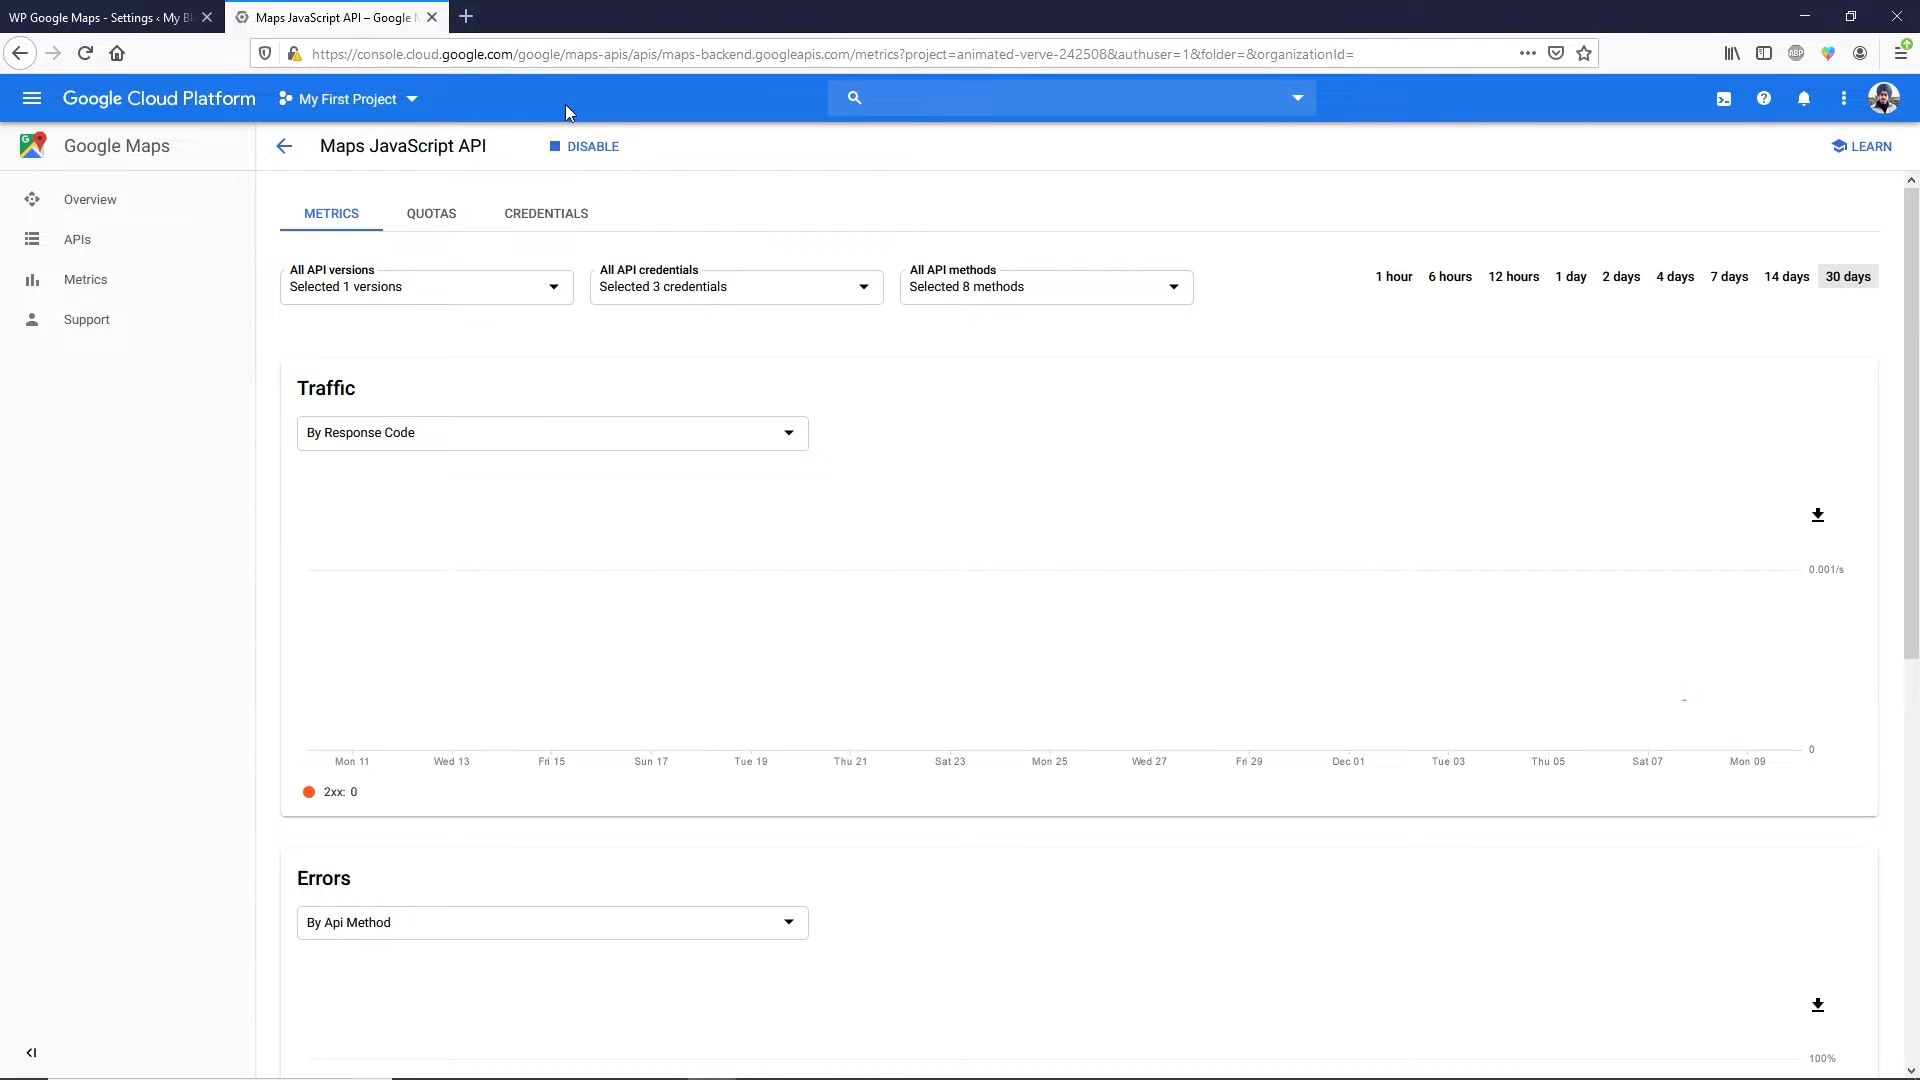 WP Google Maps - Settings ‹ My Bl
Maps JavaScript API – Google M
https://console.cloud.google.com/google/maps-apis/apis/maps-backend.googleapis.com/metrics?project=animated-verve-242508&authuser=1&folder=&organizationId=
ABP
Google Cloud Platform
My First Project
Google Maps
Maps JavaScript API
DISABLE
LEARN
Overview
APIs
Metrics
Support
METRICS
QUOTAS
CREDENTIALS
All API versions
Selected 1 versions
All API credentials
Selected 3 credentials
All API methods
Selected 8 methods
1 hour
6 hours
12 hours
1 day
2 days
4 days
7 days
14 days
30 days
Traffic
By Response Code
0.001/s
0
Mon 11
Wed 13
Fri 15
Sun 17
Tue 19
Thu 21
Sat 23
Mon 25
Wed 27
Fri 29
Dec 01
Tue 03
Thu 05
Sat 07
Mon 09
2xx: 0
Errors
By Api Method
100%